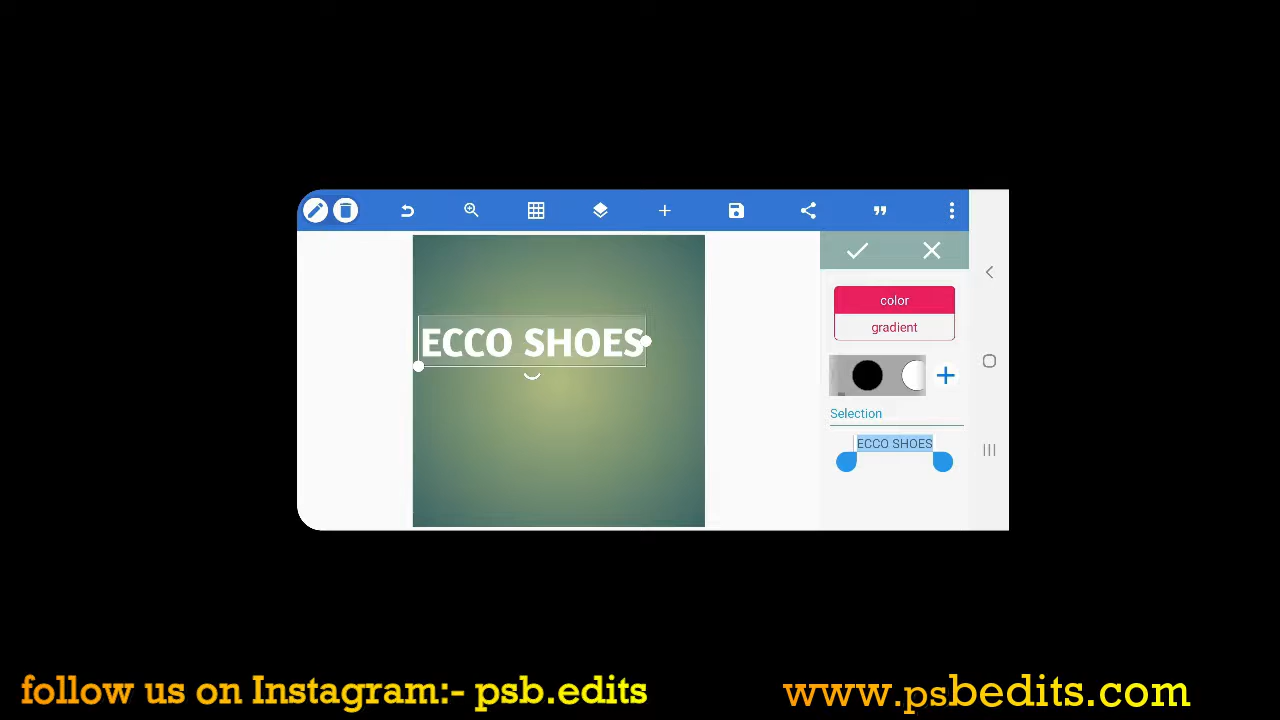 ECCO SHOES
color
gradient
Selection
ECCO SHOES
follow us on Instagram:- psb.edits
www.psbedits.com